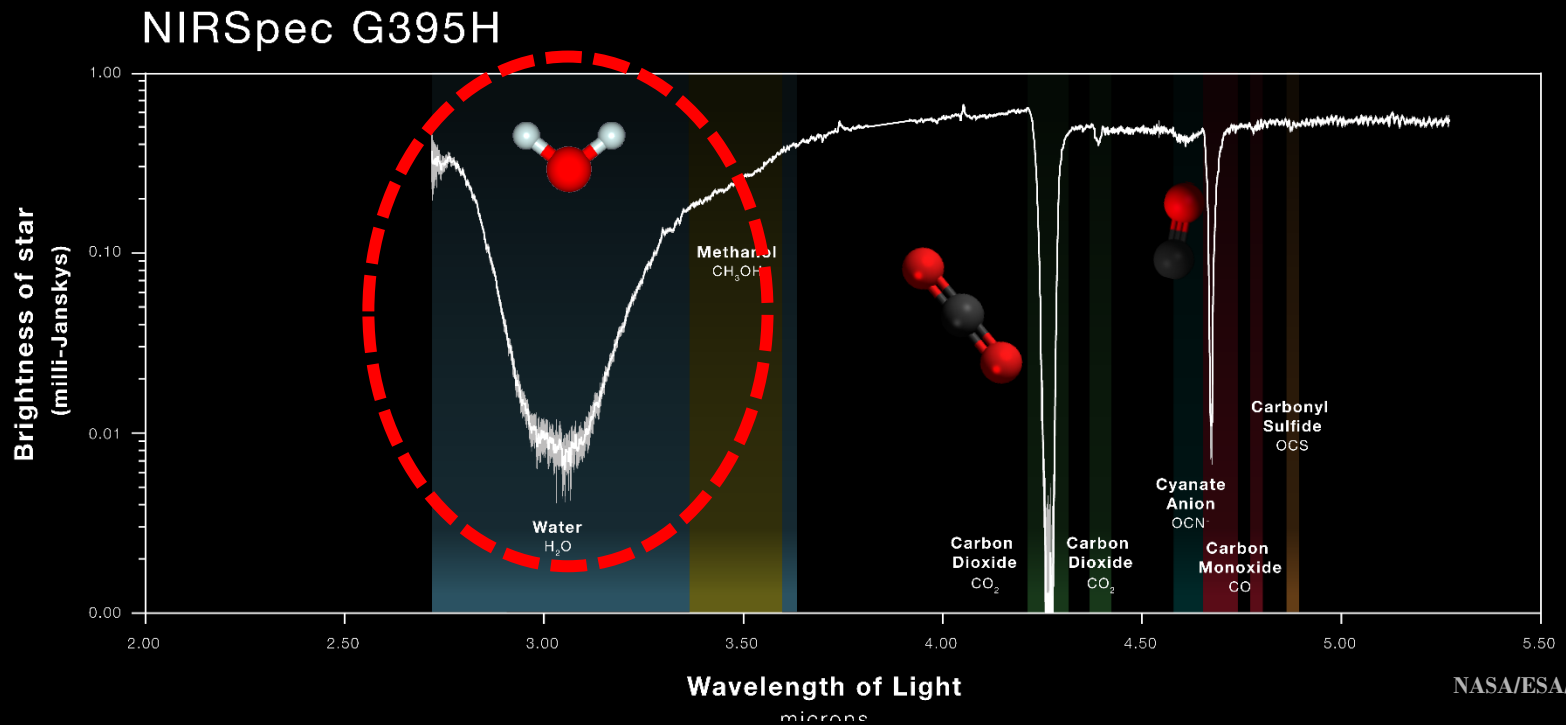 NIRSpec G395H
1.00
0.10
0.01
0.00
Brightness of star
(milli-Janskys)
Methanol
CH₃OH
Water
H₂O
Carbon
Dioxide
CO₂
Carbon
Dioxide
CO₂
Cyanate
Anion
OCN⁻
Carbon
Monoxide
CO
Carbonyl
Sulfide
OCS
2.00 2.50 3.00 3.50 4.00 4.50 5.00 5.50
Wavelength of Light
microns
NASA/ESA/